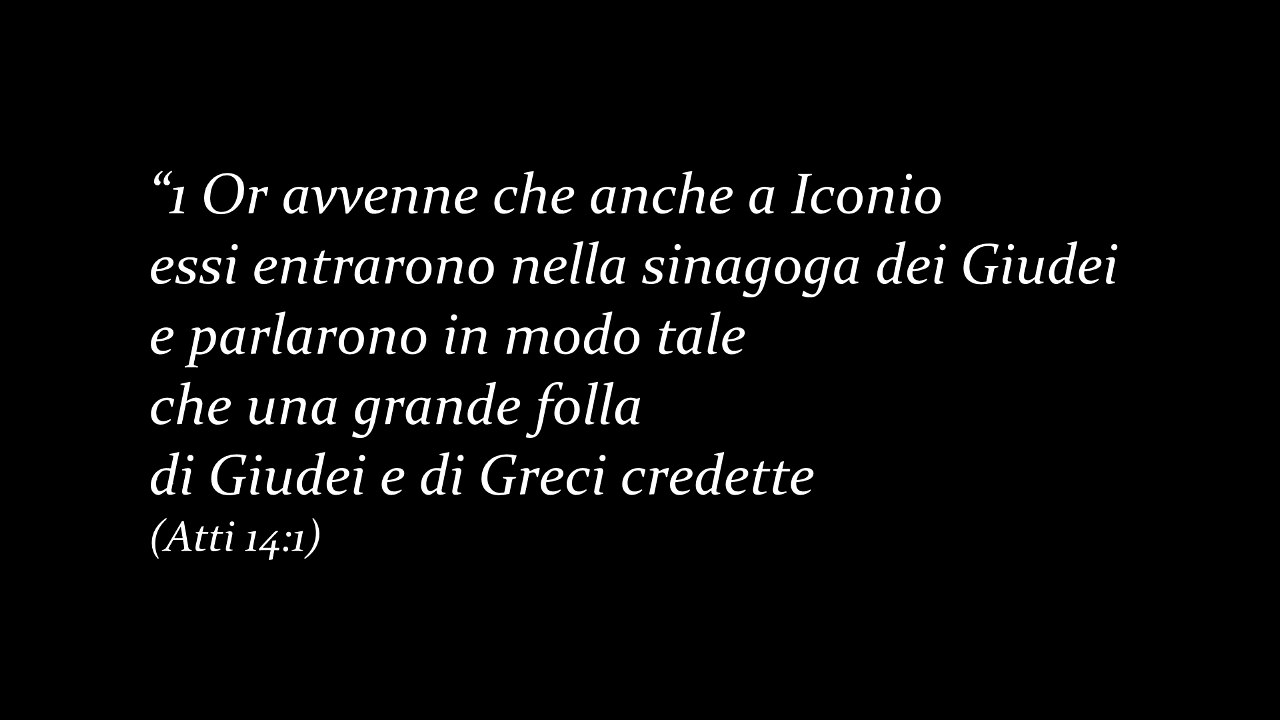 “1 Or avvenne che anche a Iconio
essi entrarono nella sinagoga dei Giudei
e parlarono in modo tale
che una grande folla
di Giudei e di Greci credette
(Atti 14:1)